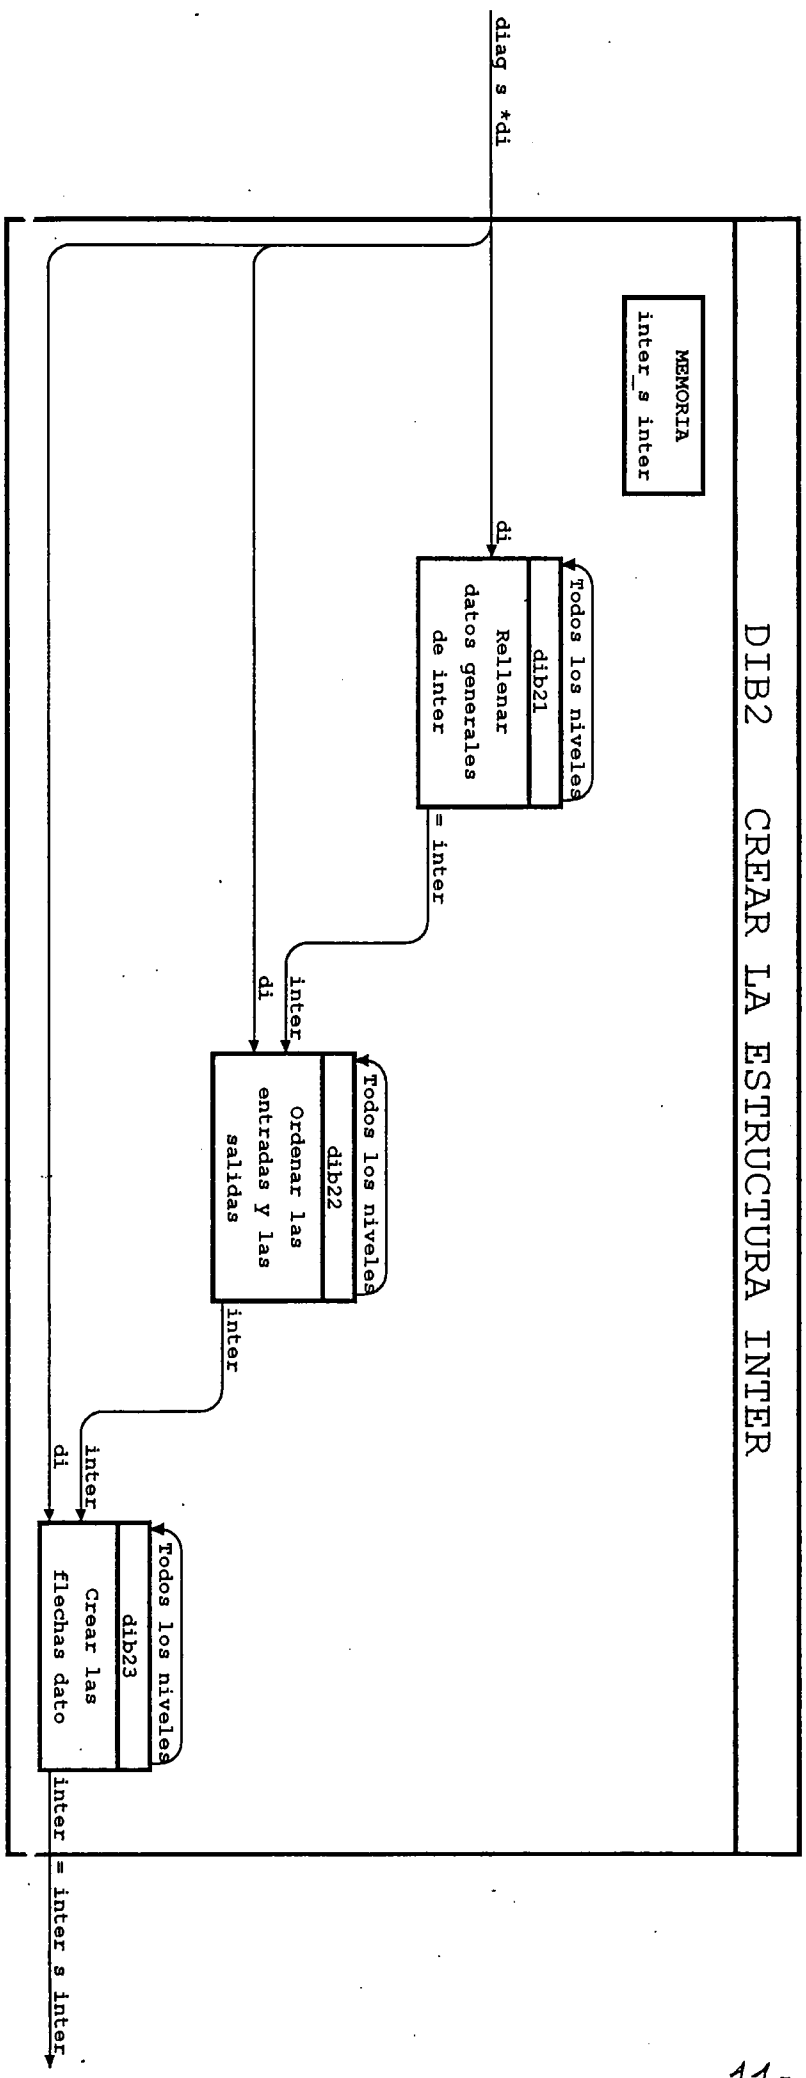 DIB2 CREAR LA ESTRUCTURA INTER
MEMORIA
inter_s inter
diag s *di
di
Todos los niveles
dib21
Rellenar
datos generales
de inter
= inter
inter
di
Todos los niveles
dib22
Ordenar las
entradas y las
salidas
inter
inter
di
Todos los niveles
dib23
Crear las
flechas dato
inter = inter s inter